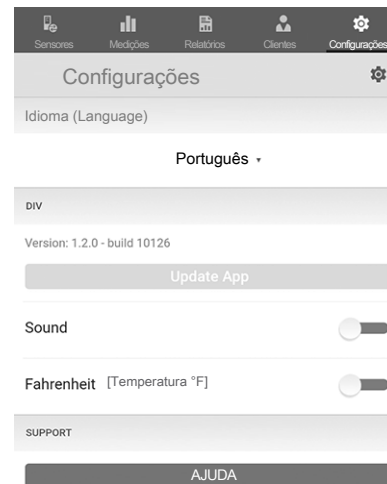 Sensores Medições Relatórios Clientes Configurações
Configurações
Idioma (Language)
Português
DIV
Version: 1.2.0 - build 10126
Update App
Sound
Fahrenheit [Temperatura °F]
SUPPORT
AJUDA